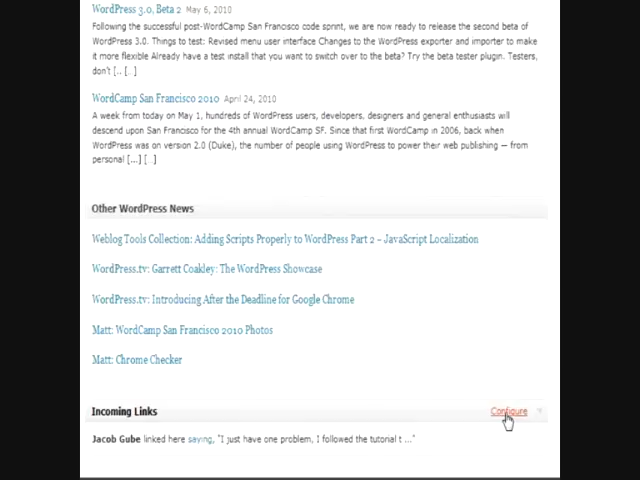 WordPress 3.0, Beta 2 May 6, 2010
Following the successful post-WordCamp San Francisco code sprint, we are now ready to release the second beta of
WordPress 3.0. Things to test: Revised menu user interface Changes to the WordPress exporter and importer to make
it more flexible Already have a test install that you want to switch over to the beta? Try the beta tester plugin. Testers,
don't [...[...]
WordCamp San Francisco 2010 April 24, 2010
A week from today on May 1, hundreds of WordPress users, developers, designers and general enthusiasts will
descend upon San Francisco for the 4th annual WordCamp SF. Since that first WordCamp in 2006, back when
WordPress was on version 2.0 (Duke), the number of people using WordPress to power their web publishing — from
personal [...] [...]
Other WordPress News
Weblog Tools Collection: Adding Scripts Properly to WordPress Part 2 – JavaScript Localization
WordPress.tv: Garrett Coakley: The WordPress Showcase
WordPress.tv: Introducing After the Deadline for Google Chrome
Matt: WordCamp San Francisco 2010 Photos
Matt: Chrome Checker
Incoming Links Configure
Jacob Gube linked here saying, "I just have one problem, I followed the tutorial t ..."